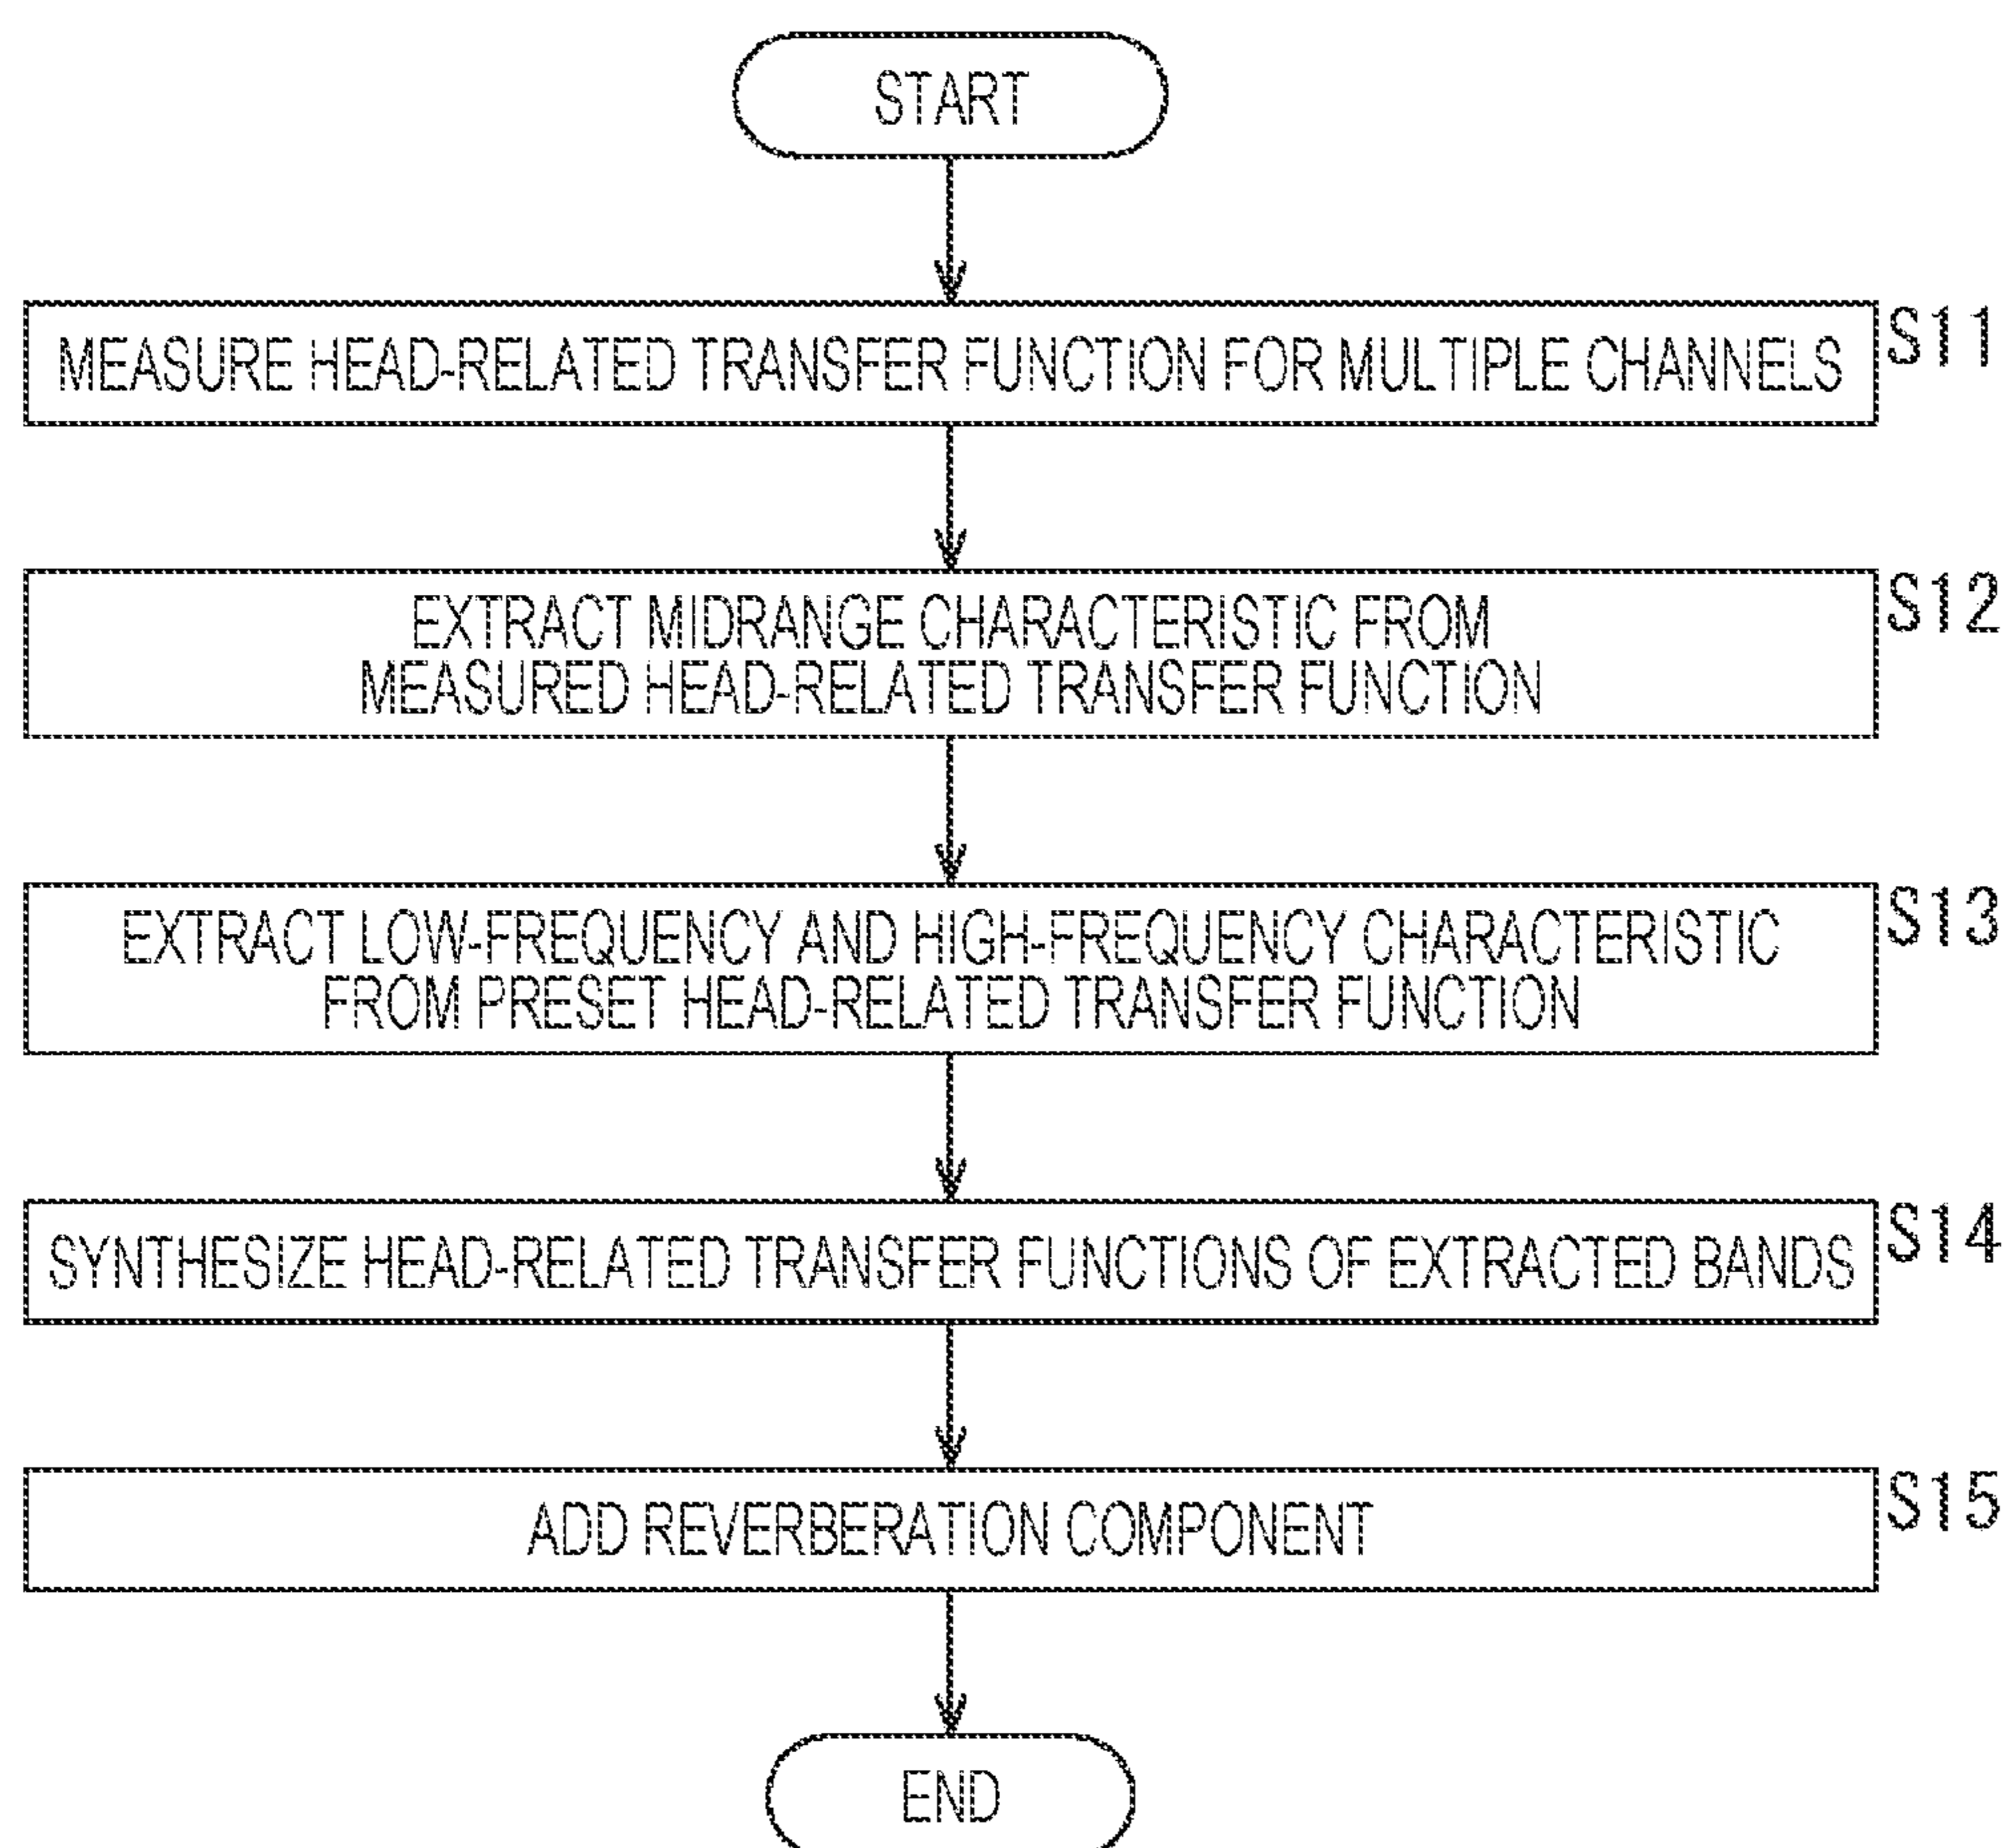 START
MEASURE HEAD-RELATED TRANSFER FUNCTION FOR MULTIPLE CHANNELS
S11
EXTRACT MIDRANGE CHARACTERISTIC FROM
MEASURED HEAD-RELATED TRANSFER FUNCTION
S12
EXTRACT LOW-FREQUENCY AND HIGH-FREQUENCY CHARACTERISTIC
FROM PRESET HEAD-RELATED TRANSFER FUNCTION
S13
SYNTHESIZE HEAD-RELATED TRANSFER FUNCTIONS OF EXTRACTED BANDS
S14
ADD REVERBERATION COMPONENT
S15
END